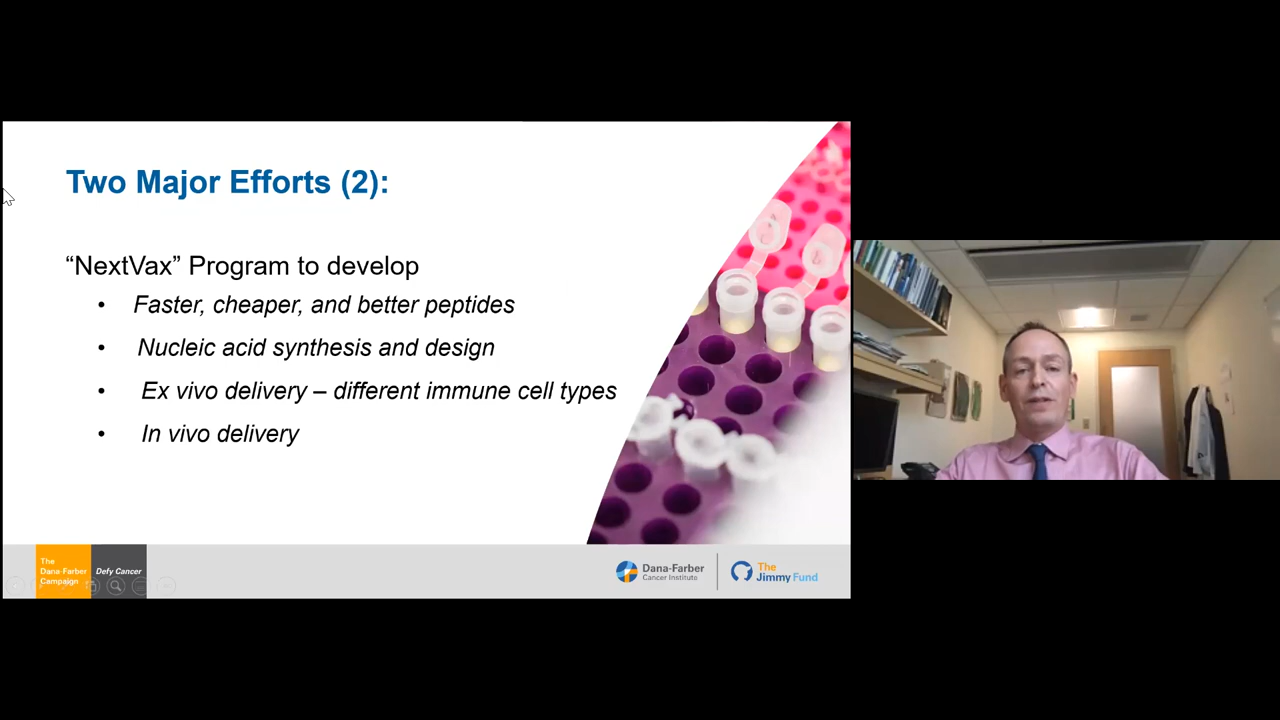 Two Major Efforts (2):
“NextVax” Program to develop
• Faster, cheaper, and better peptides
• Nucleic acid synthesis and design
• Ex vivo delivery – different immune cell types
• In vivo delivery
The
Dana-Farber
Campaign
Defy Cancer
Dana-Farber
Cancer Institute
The
Jimmy Fund